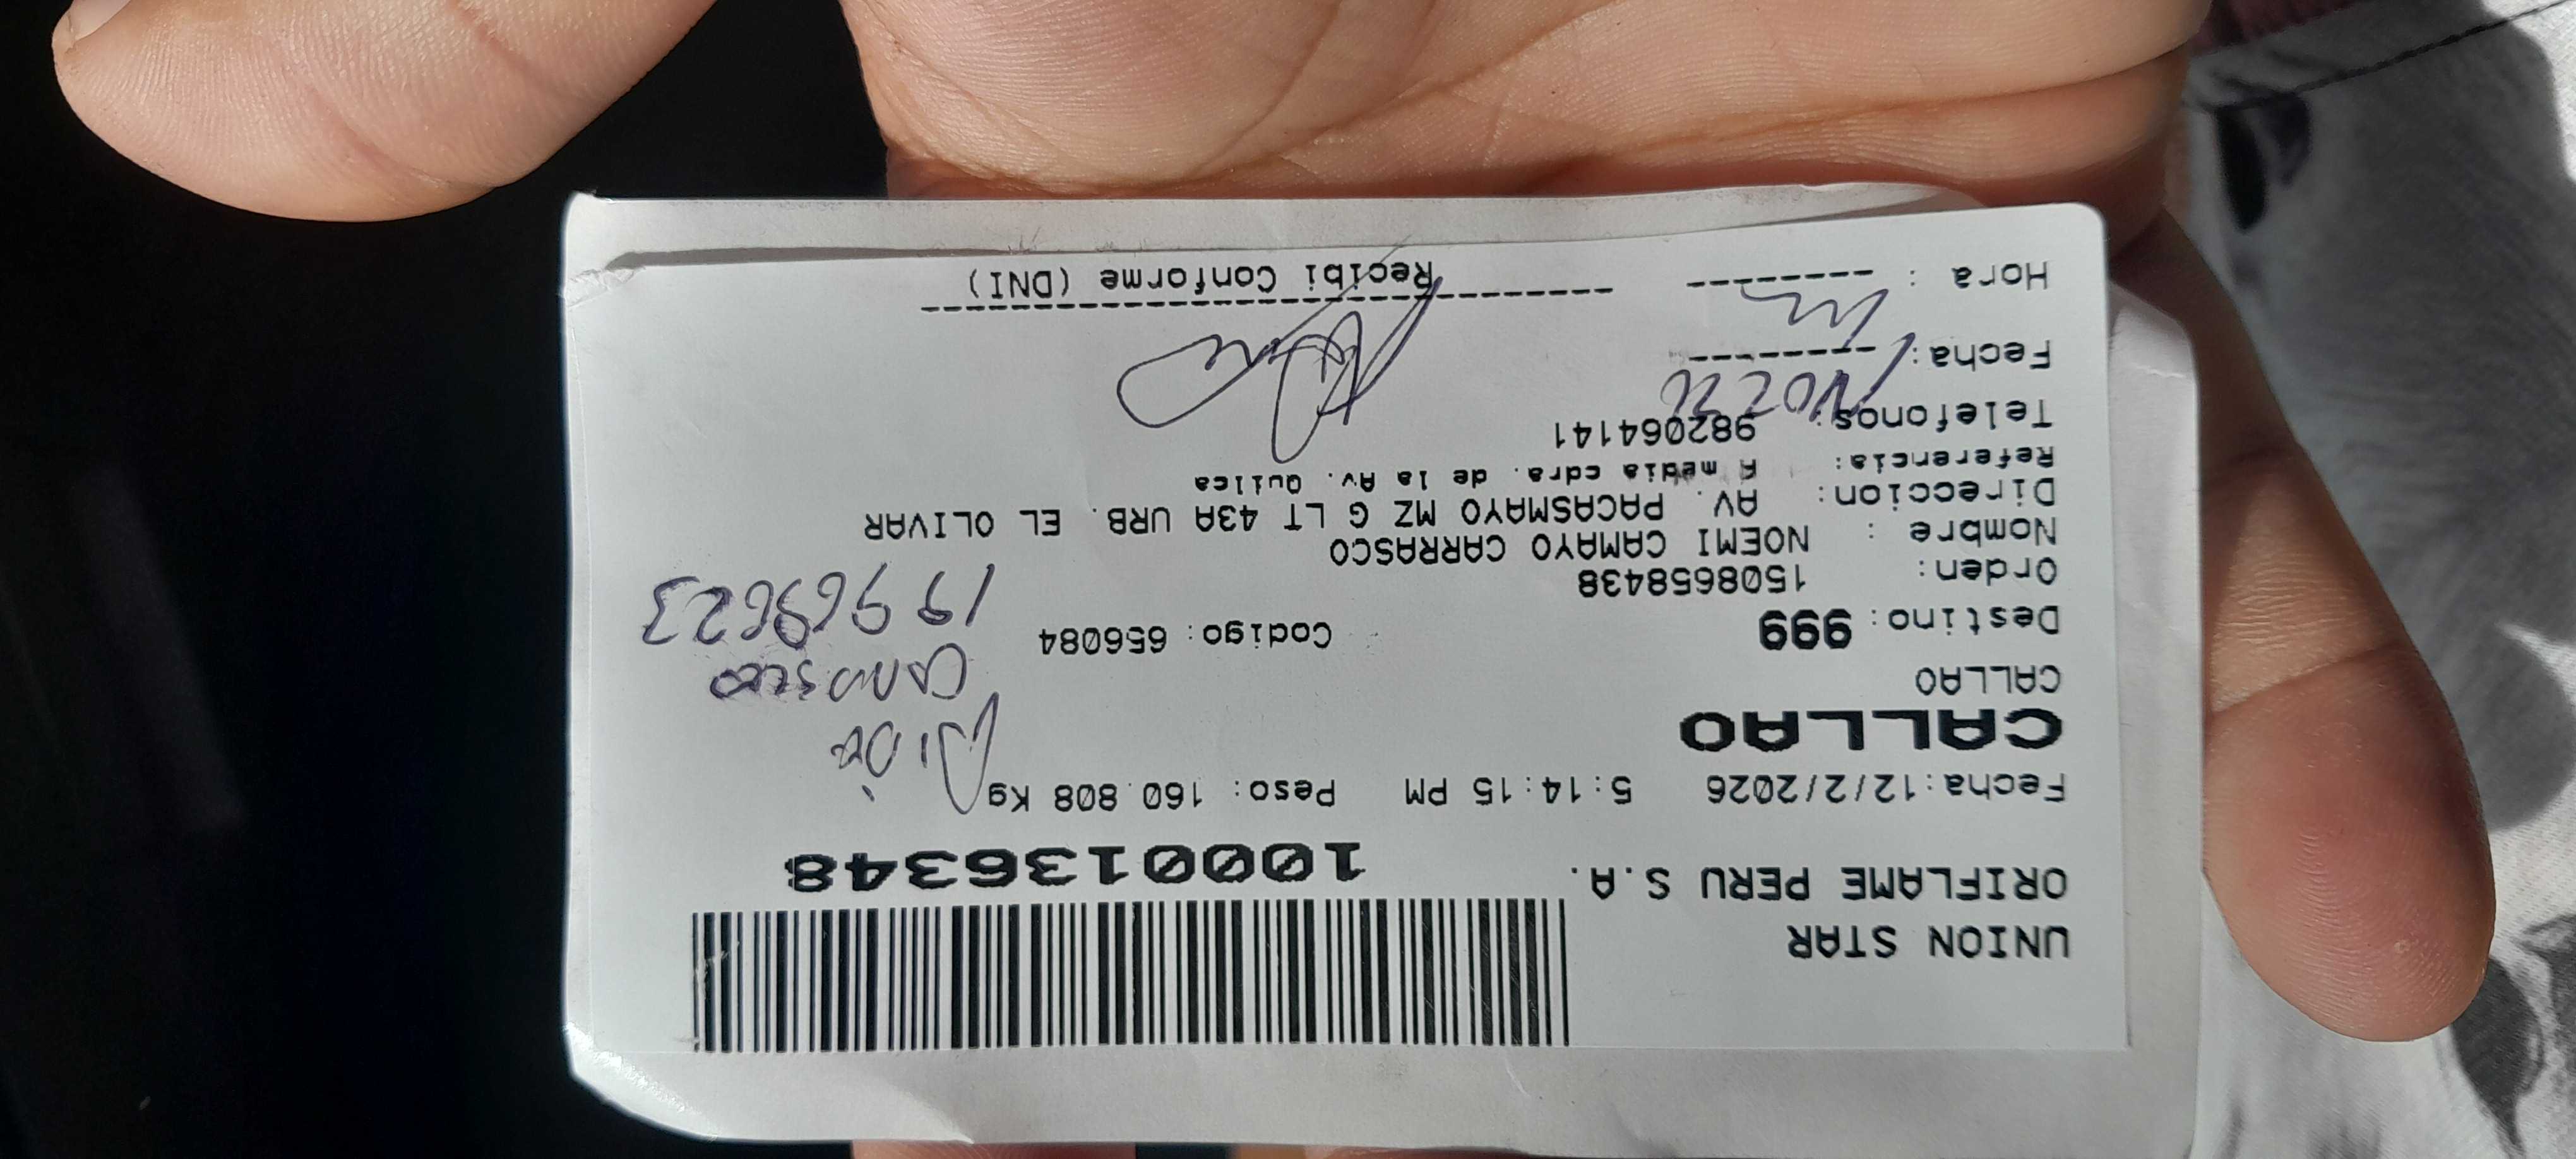 UNION STAR
ORIFLAME PERU S.A.
1000136348
Fecha:12/2/2026 5:14:15 PM Peso: 160.808 Kg
CALLAO
CALLAO
Destino: 999 Codigo: 656084
Carrasco
19969623
Orden: 1508658438
Nombre : NOEMI CAMAYO CARRASCO
Direccion: AV. PACASMAYO MZ G LT 43A URB. EL OLIVAR
Referencia: A media cdra. de la Av. Quilca
Telefonos: 982064141
Fecha: --------
Hora : --------
Recibi Conforme (DNI)